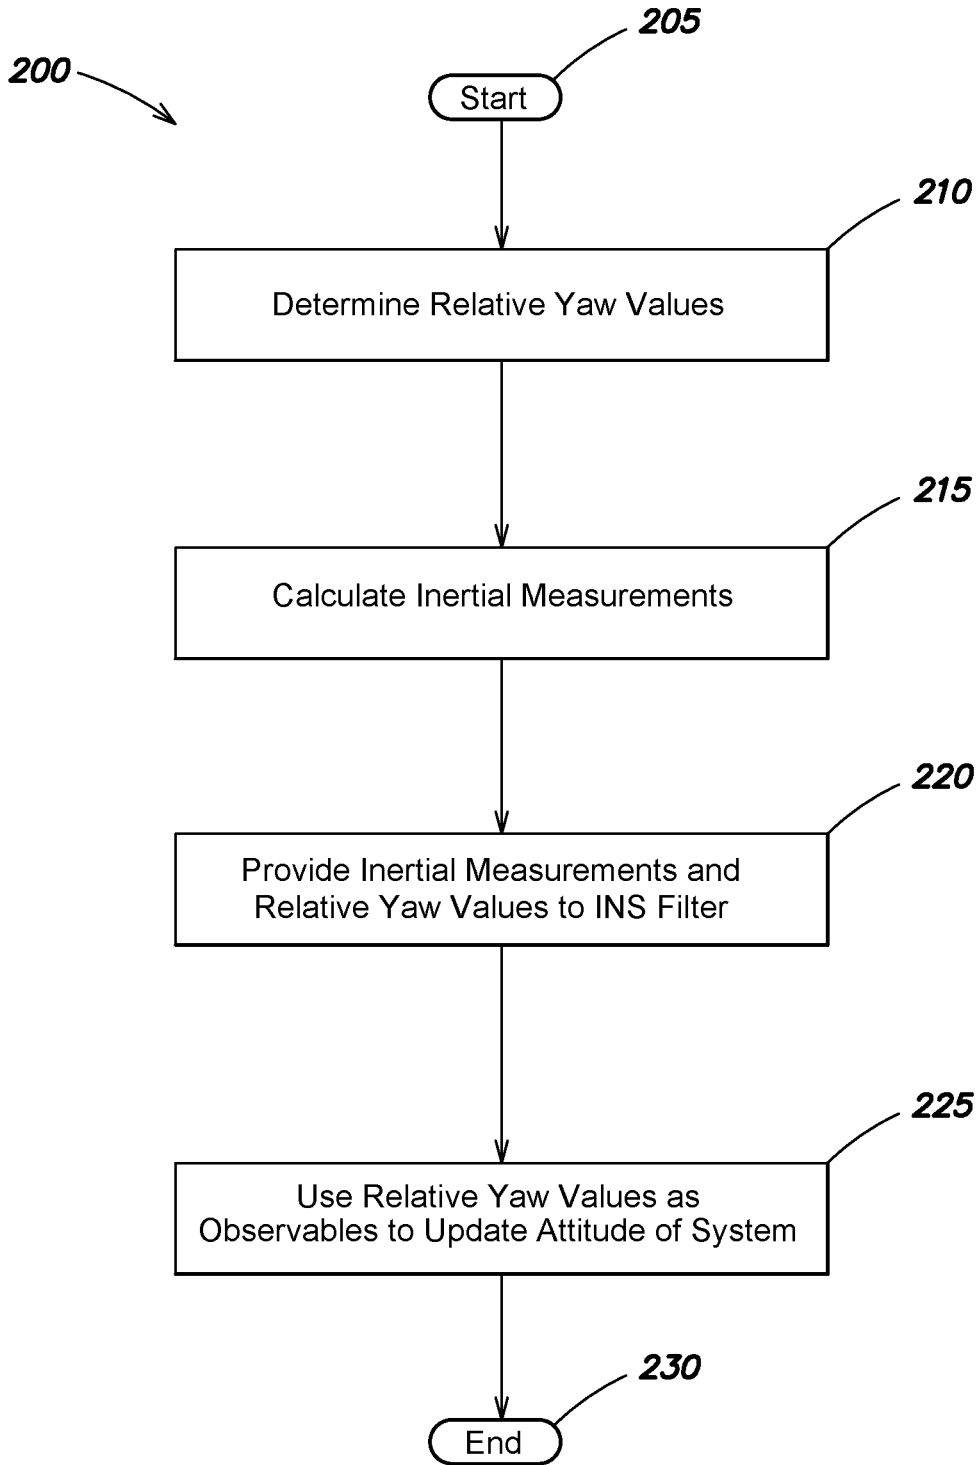 205
200
Start
210
Determine Relative Yaw Values
215
Calculate Inertial Measurements
220
Provide Inertial Measurements and
Relative Yaw Values to INS Filter
225
Use Relative Yaw Values as
Observables to Update Attitude of System
230
End